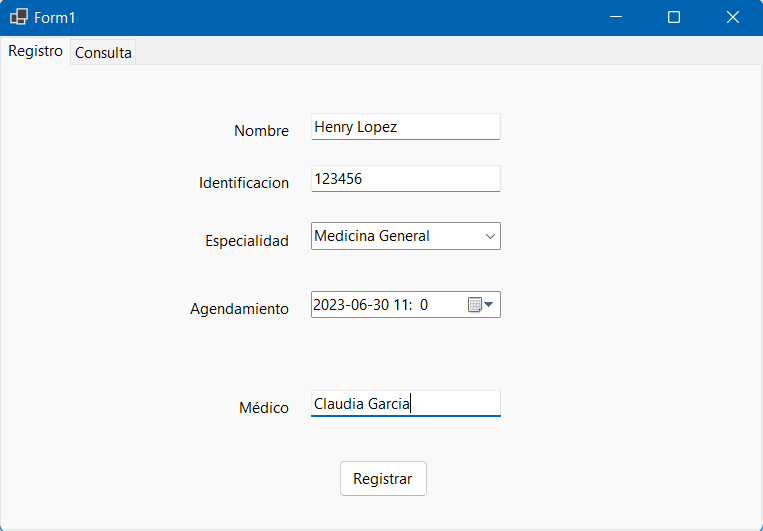 Form1
Registro Consulta
Nombre Henry Lopez
Identificacion 123456
Especialidad Medicina General
Agendamiento 2023-06-30 11: 0
Médico Claudia Garcia
Registrar